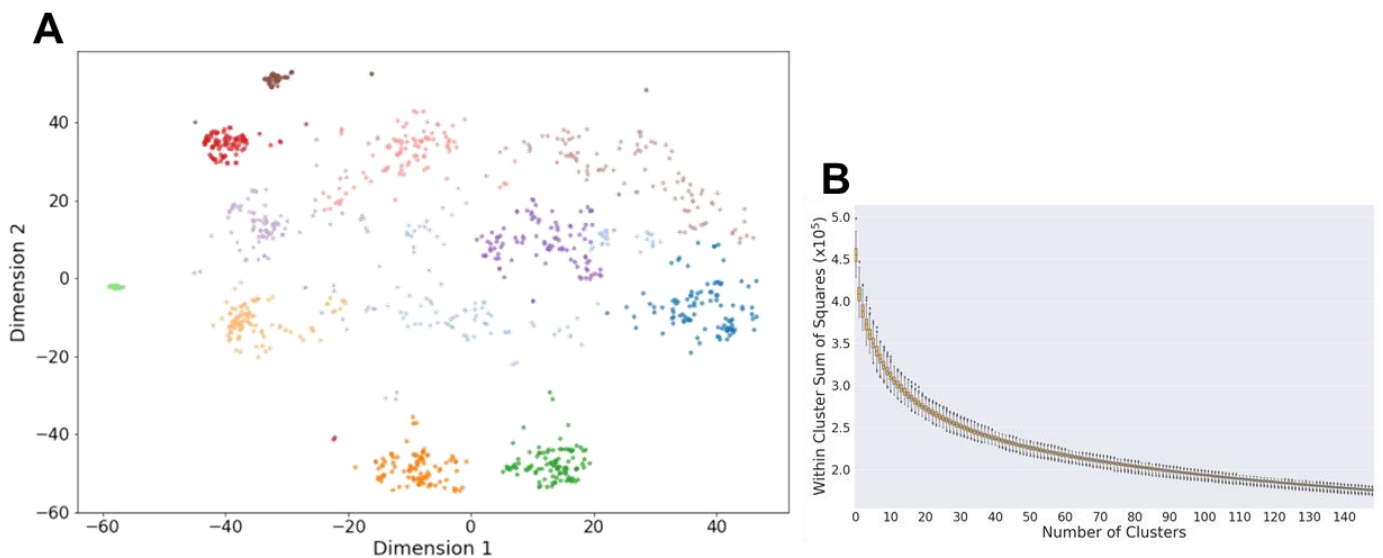 A
40
20
0
−20
−40
−60
−60
−40
−20
0
20
40
Dimension 2
Dimension 1
B
5.0
4.5
4.0
3.5
3.0
2.5
2.0
0 10 20 30 40 50 60 70 80 90 100 110 120 130 140
Within Cluster Sum of Squares (x10⁵)
Number of Clusters